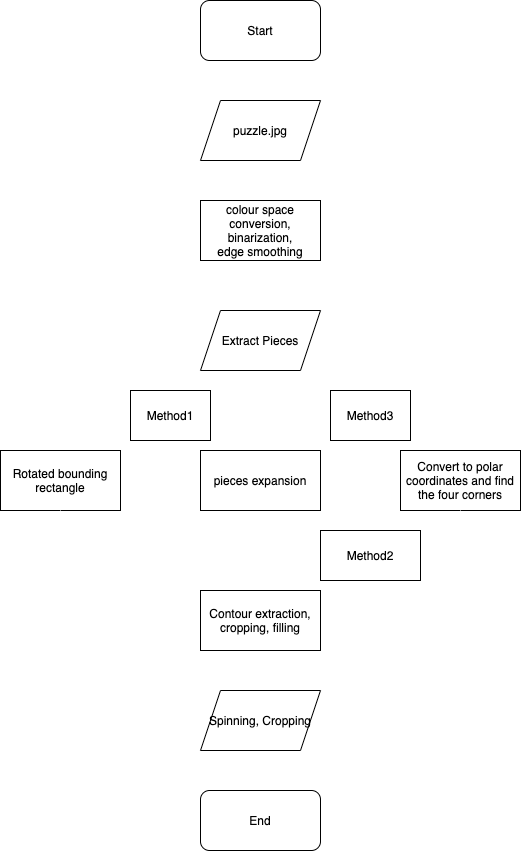 Start
puzzle.jpg
colour space
conversion,
binarization,
edge smoothing
Extract Pieces
Method1
Method3
Rotated bounding
rectangle
pieces expansion
Convert to polar
coordinates and find
the four corners
Method2
Contour extraction,
cropping, filling
Spinning, Cropping
End